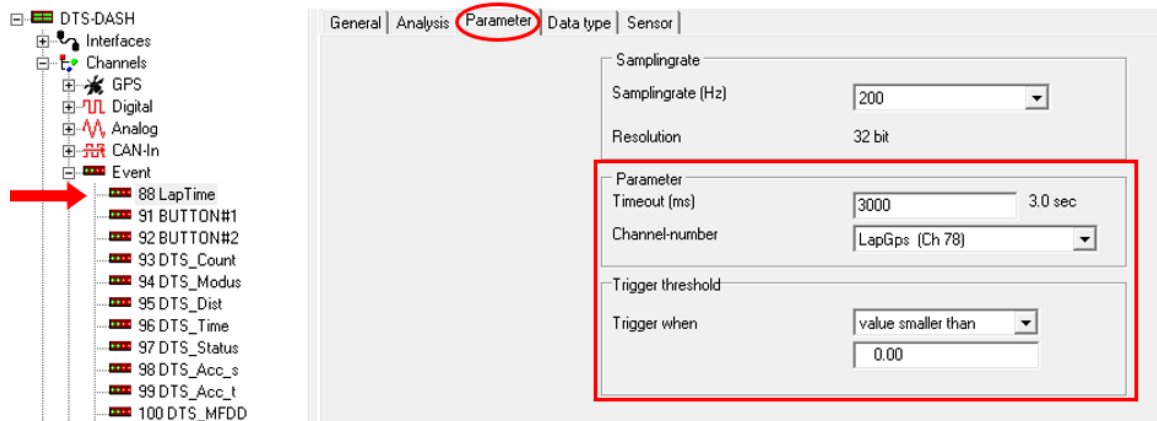 DTS-DASH
Interfaces
Channels
GPS
Digital
Analog
CAN-In
Event
88 LapTime
91 BUTTON#1
92 BUTTON#2
93 DTS_Count
94 DTS_Modus
95 DTS_Dist
96 DTS_Time
97 DTS_Status
98 DTS_Acc_s
99 DTS_Acc_t
100 DTS_MFDD
General Analysis Parameter Data type Sensor
Samplingrate
Samplingrate (Hz) 200
Resolution 32 bit
Parameter
Timeout (ms) 3000 3.0 sec
Channel-number LapGps (Ch 78)
Trigger threshold
Trigger when value smaller than
0.00